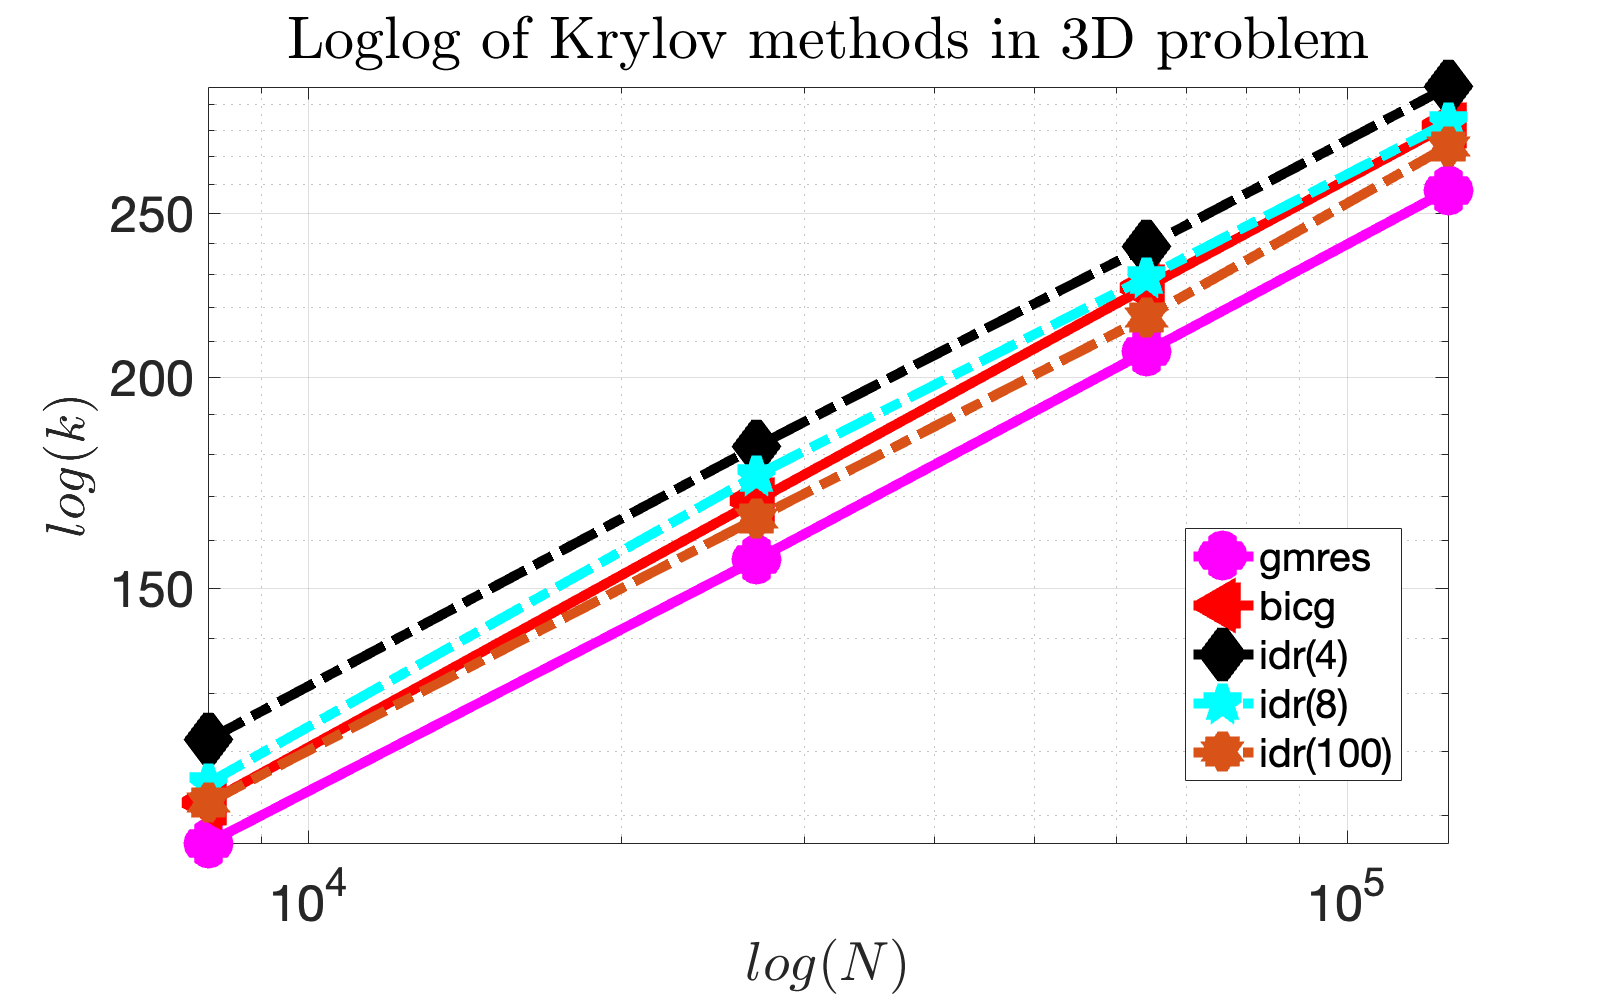 Loglog of Krylov methods in 3D problem
250
200
150
log(k)
gmres
bicg
idr(4)
idr(8)
idr(100)
10^4
10^5
log(N)